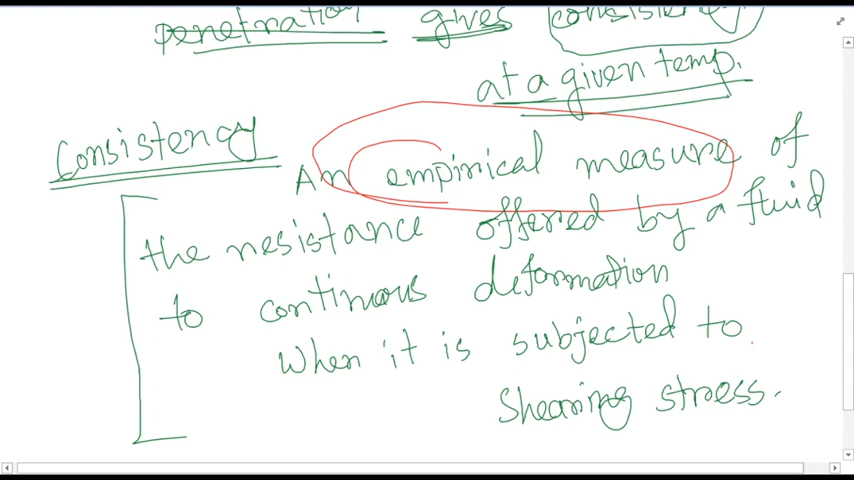 penetration gives consistency
at a given temp.
Consistency
An empirical measure of
the resistance offered by a fluid
to continuous deformation
When it is subjected to
Shearing stress.